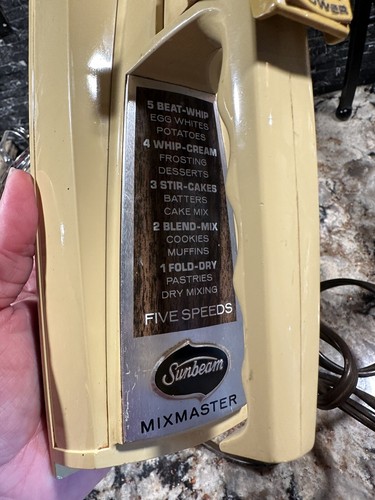 OWER
5 BEAT-WHIP
EGG WHITES
POTATOES
4 WHIP-CREAM
FROSTING
DESSERTS
3 STIR-CAKES
BATTERS
CAKE MIX
2 BLEND-MIX
COOKIES
MUFFINS
1 FOLD-DRY
PASTRIES
DRY MIXING
FIVE SPEEDS
Sunbeam
MIXMASTER